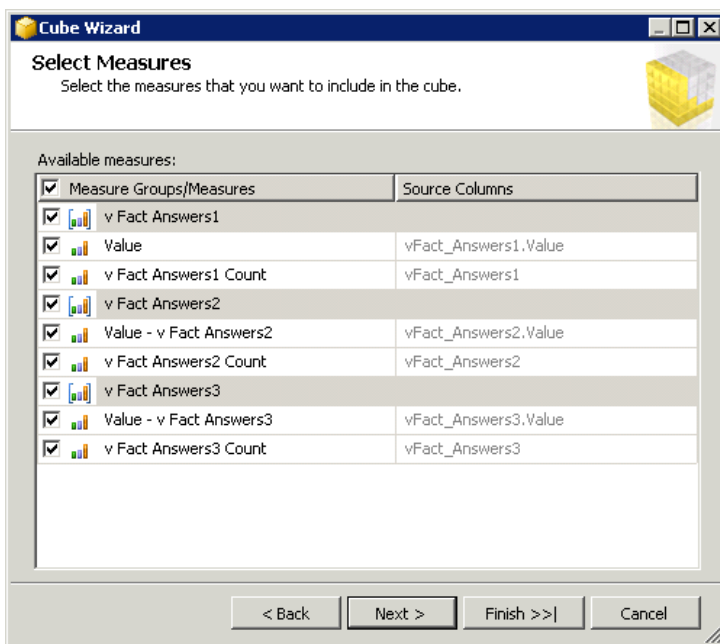 Cube Wizard
Select Measures
Select the measures that you want to include in the cube.
Available measures:
Measure Groups/Measures Source Columns
v Fact Answers1
Value vFact_Answers1.Value
v Fact Answers1 Count vFact_Answers1
v Fact Answers2
Value - v Fact Answers2 vFact_Answers2.Value
v Fact Answers2 Count vFact_Answers2
v Fact Answers3
Value - v Fact Answers3 vFact_Answers3.Value
v Fact Answers3 Count vFact_Answers3
< Back Next > Finish >>| Cancel